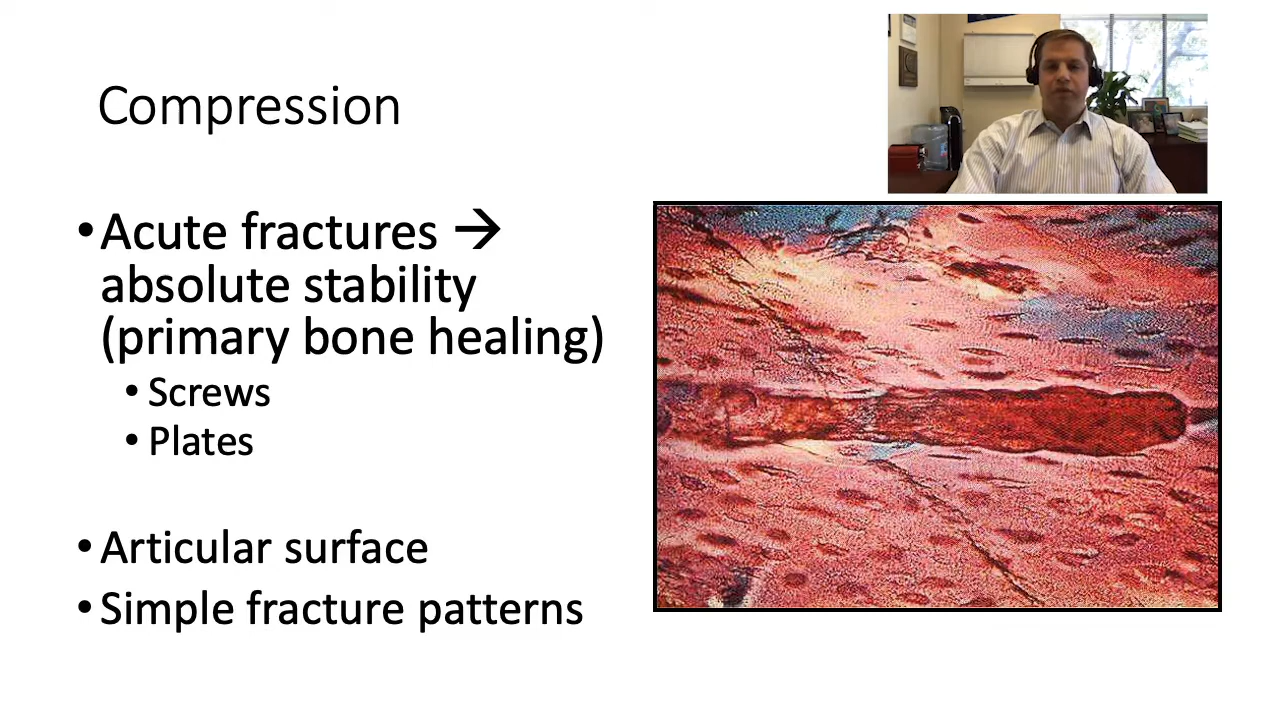 Compression
•Acute fractures →
absolute stability
(primary bone healing)
• Screws
• Plates
• Articular surface
• Simple fracture patterns